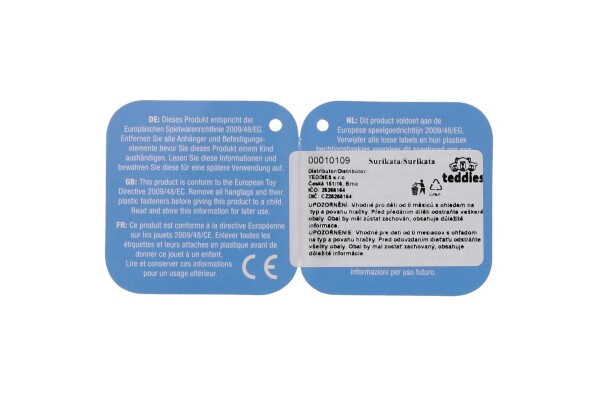 DE: Dieses Produkt entspricht der
Europäischen Spielwarenrichtlinie 2009/48/EG.
Entfernen Sie alle Anhänger und Befestigungs-
elemente bevor Sie dieses Produkt einem Kind
aushändigen. Lesen Sie diese Informationen und
bewahren Sie diese für eine spätere Verwendung auf.
GB: This product is conform to the European Toy
Directive 2009/48/EC. Remove all hangtags and their
plastic fasteners before giving this product to a child.
Read and store this information for later use.
FR: Ce produit est conforme à la directive Européenne
sur les jouets 2009/48/CE. Enlever toutes les
étiquettes et leurs attaches en plastique avant de
donner ce jouet à un enfant.
Lire et conserver ces informations
pour un usage ultérieur.
CE
NL: Dit product voldoet aan de
Europese speelgoedrichtlijn 2009/48/EG.
Verwijder alle losse labels en hun plastiek
00010109 Surikata/Surikata
teddies
Distributor/Distributor:
TEDDIES s.r.o.
Česká 151/16, Brno
IČO: 29268164
DIČ: CZ29268164
UPOZORNĚNÍ: Vhodné pro děti od 0 měsíců s ohledem na
typ a povahu hračky. Před předáním dítěti odstraňte veškeré
obaly. Obal by měl zůstat zachován, obsahuje důležité
informace.
UPOZORNENIE: Vhodné pro deti od 0 mesiacov s ohľadom
na typ a povahu hračky. Pred odovzdaním dieťaťu odstráňte
všetky obaly. Obal by mal zostať zachovaný, obsahuje
dôležité informácie.
informazioni per uso futuro.